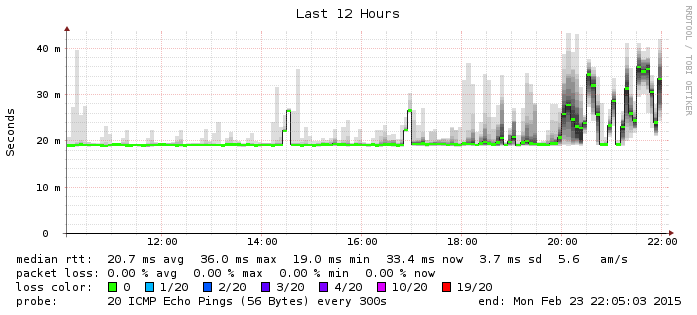 Last 12 Hours
RRDTOOL / TOBI OETIKER
Seconds
40 m
30 m
20 m
10 m
0
12:00 14:00 16:00 18:00 20:00 22:00
median rtt: 20.7 ms avg 36.0 ms max 19.0 ms min 33.4 ms now 3.7 ms sd 5.6 am/s
packet loss: 0.00 % avg 0.00 % max 0.00 % min 0.00 % now
loss color: 0 1/20 2/20 3/20 4/20 10/20 19/20
probe: 20 ICMP Echo Pings (56 Bytes) every 300s end: Mon Feb 23 22:05:03 2015